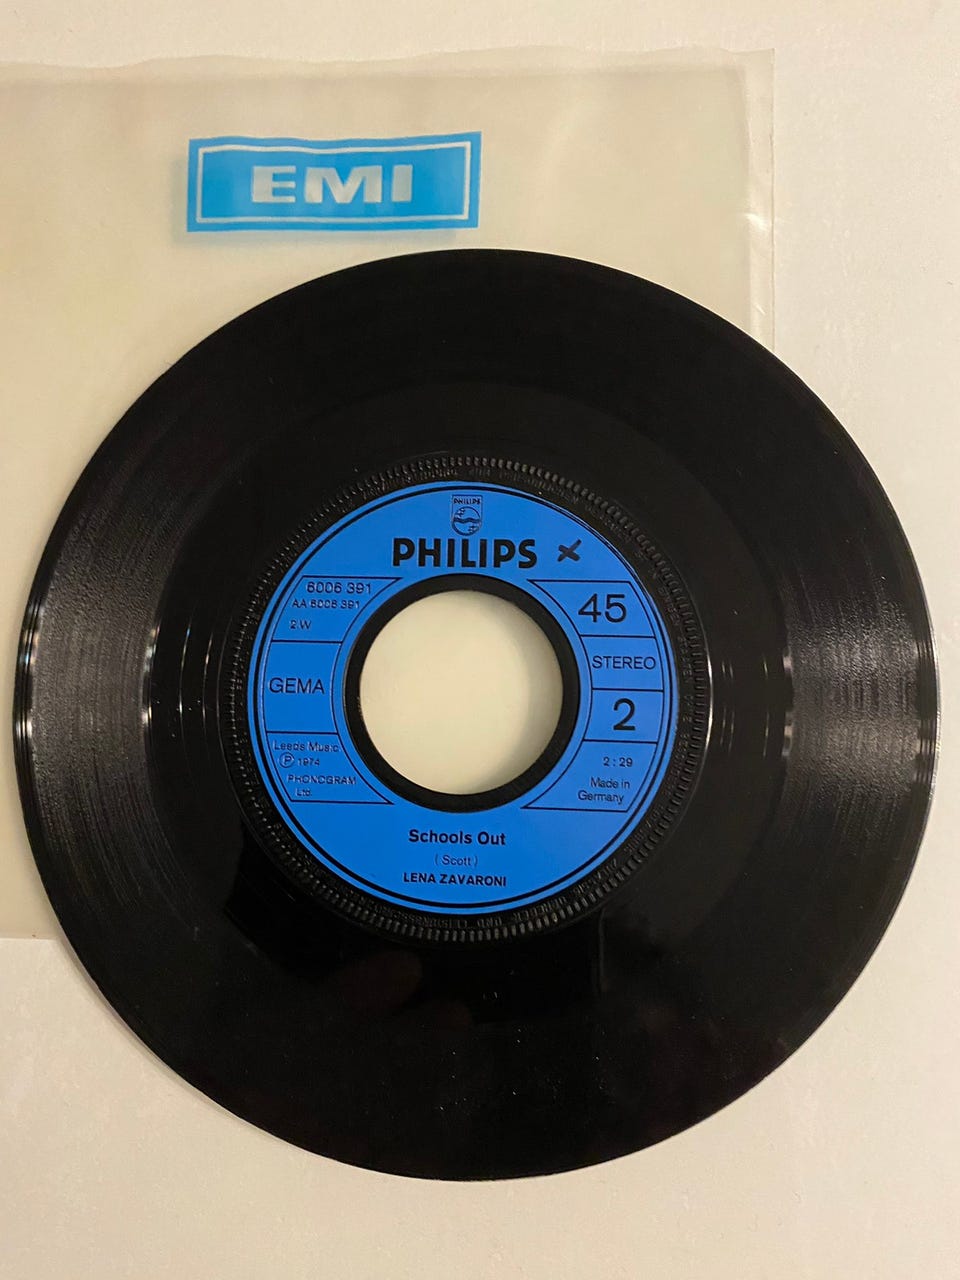 EMI
PHILIPS
PHILIPS x
6006 391
AA 6006 391
2.W
GEMA
Leeds Music
Ⓟ 1974
PHONOGRAM
Ltd.
45
STEREO
2
2:29
Made in
Germany
Schools Out
(Scott)
LENA ZAVARONI